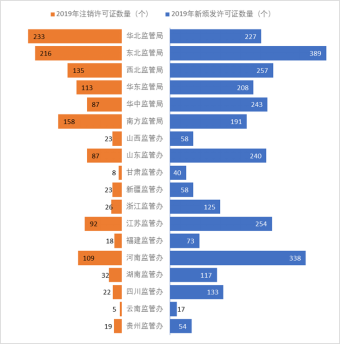 2019年注销许可证数量（个） 2019年新颁发许可证数量（个）
233 华北监管局 227
216 东北监管局 389
135 西北监管局 257
113 华东监管局 208
87 华中监管局 243
158 南方监管局 191
23 山西监管办 58
87 山东监管办 240
8 甘肃监管办 40
23 新疆监管办 58
26 浙江监管办 125
92 江苏监管办 254
18 福建监管办 73
109 河南监管办 338
32 湖南监管办 117
22 四川监管办 133
5 云南监管办 17
19 贵州监管办 54